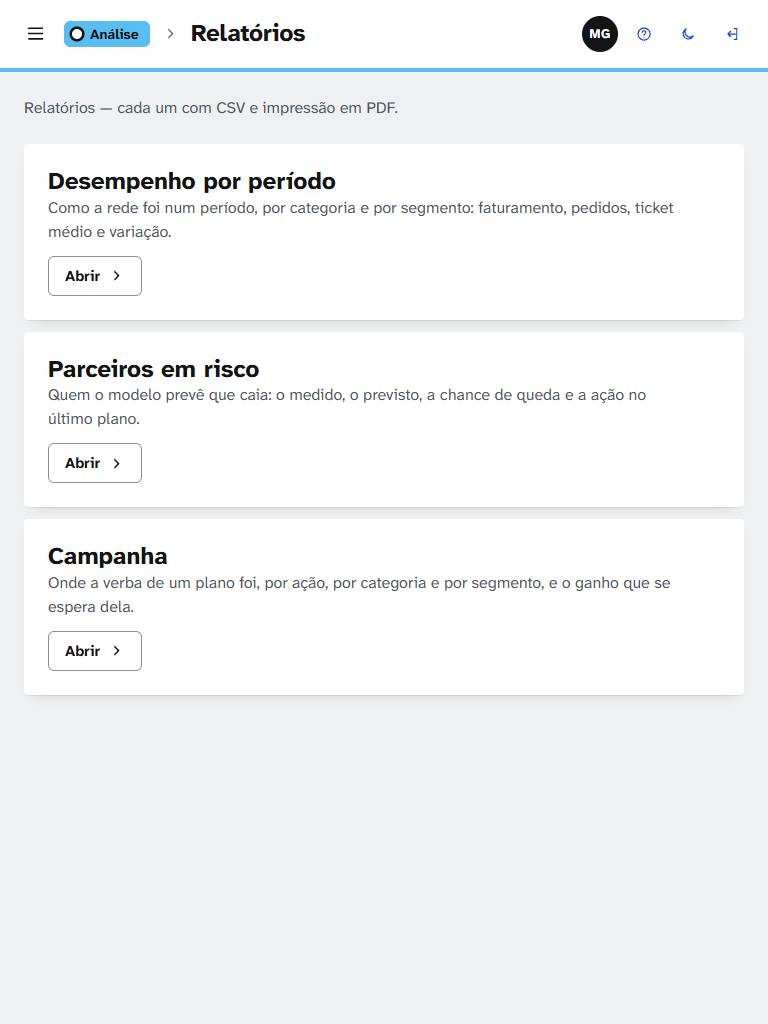 Análise
Relatórios
MG
Relatórios — cada um com CSV e impressão em PDF.
Desempenho por período
Como a rede foi num período, por categoria e por segmento: faturamento, pedidos, ticket
médio e variação.
Abrir
Parceiros em risco
Quem o modelo prevê que caia: o medido, o previsto, a chance de queda e a ação no
último plano.
Abrir
Campanha
Onde a verba de um plano foi, por ação, por categoria e por segmento, e o ganho que se
espera dela.
Abrir